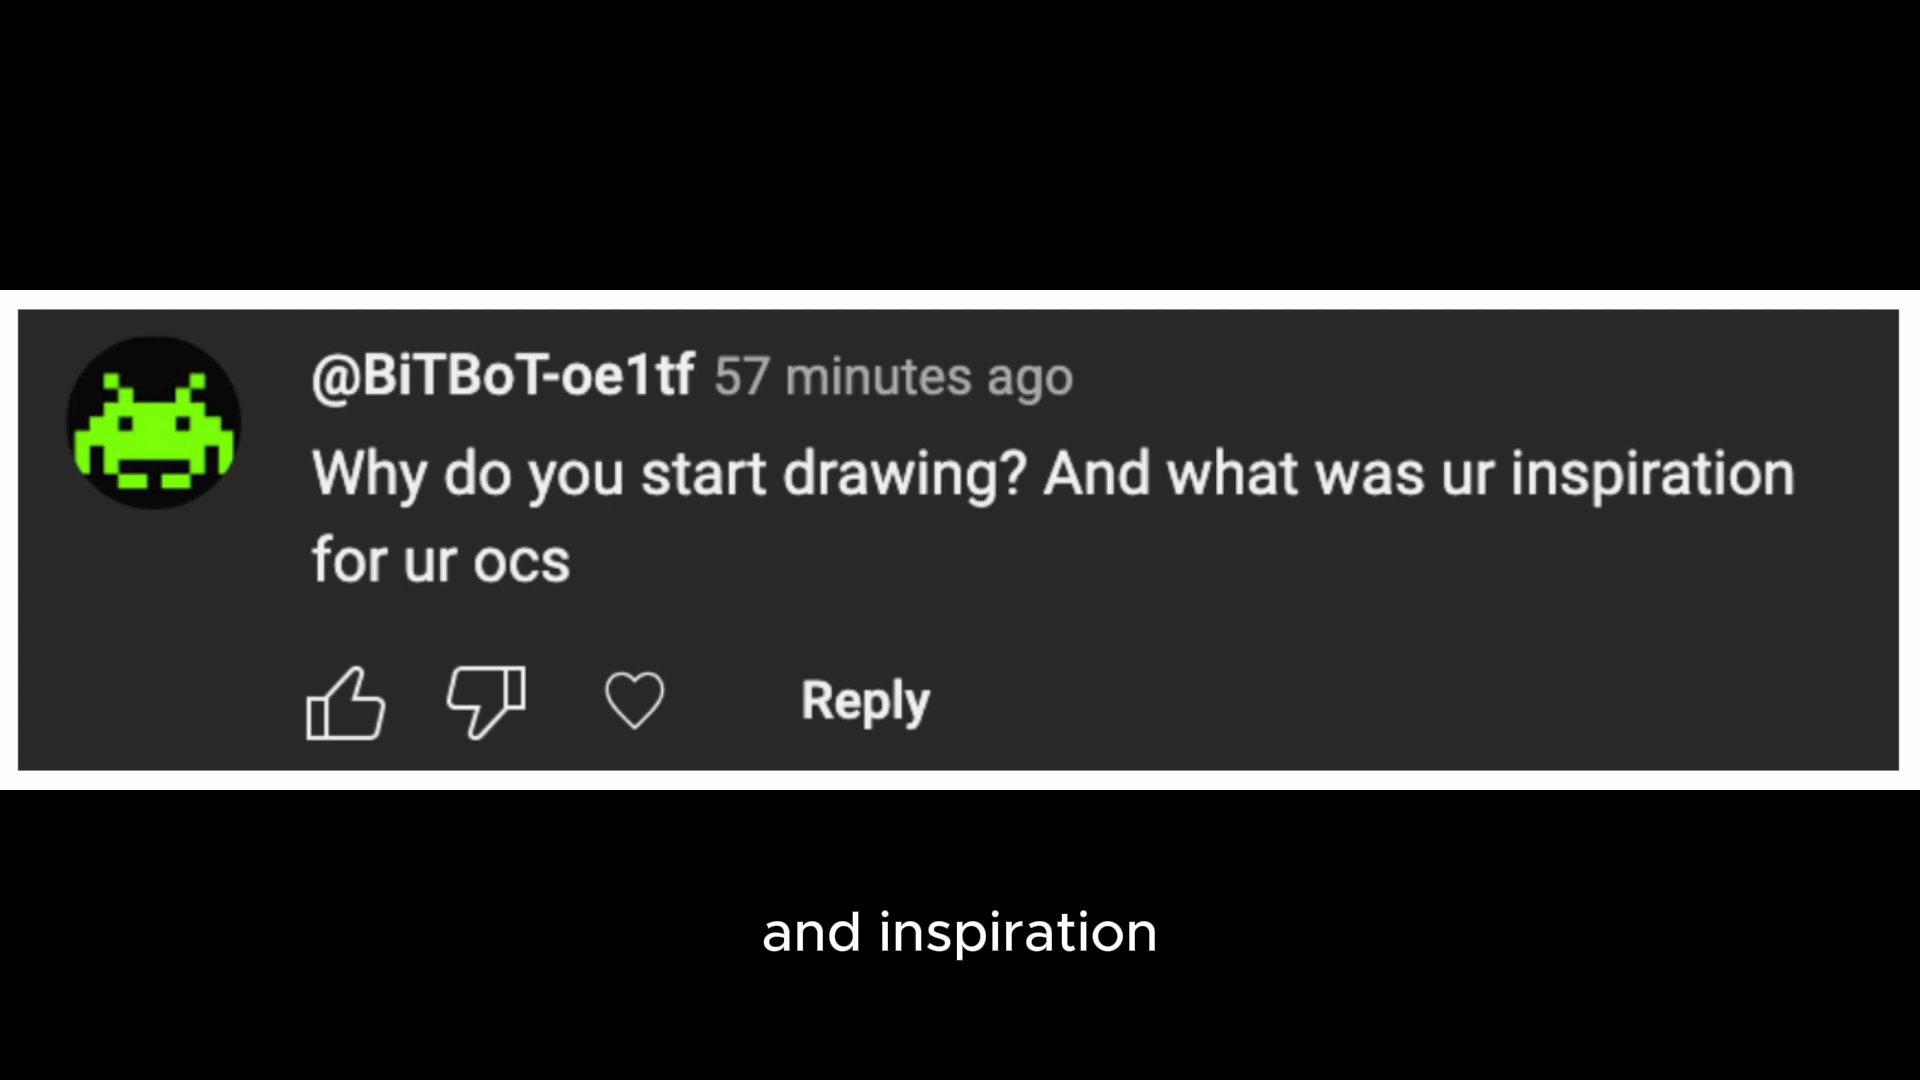 @BiTBoT-oe1tf 57 minutes ago
Why do you start drawing? And what was ur inspiration
for ur ocs
Reply
and inspiration